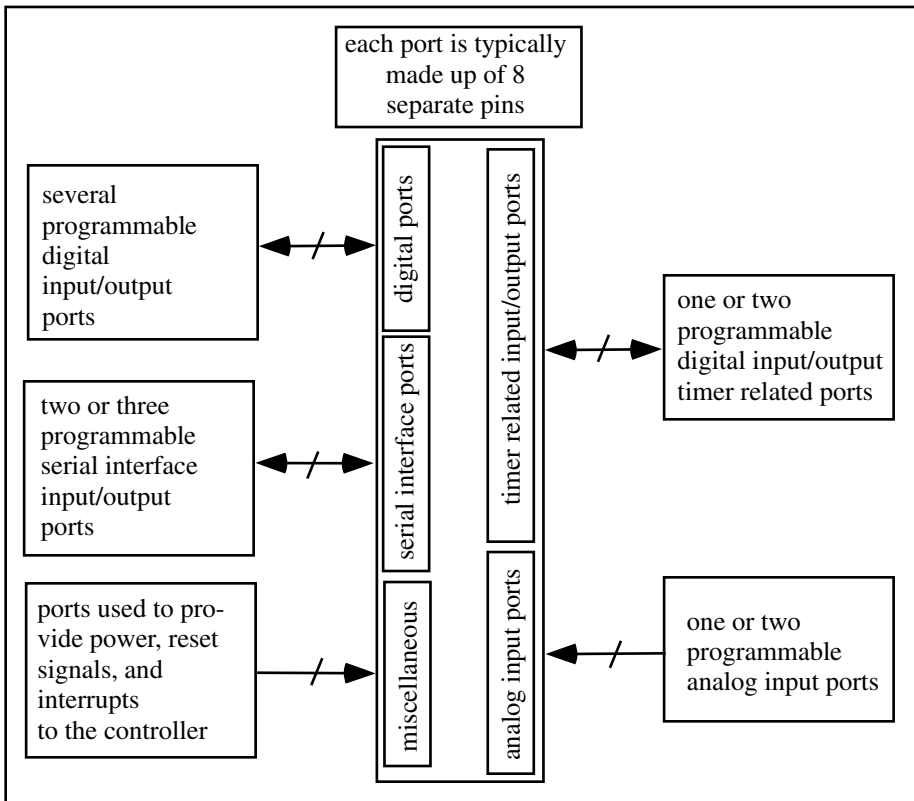 each port is typically
made up of 8
separate pins
several
programmable
digital
input/output
ports
two or three
programmable
serial interface
input/output
ports
ports used to pro-
vide power, reset
signals, and
interrupts
to the controller
digital ports
serial interface ports
miscellaneous
timer related input/output ports
analog input ports
one or two
programmable
digital input/output
timer related ports
one or two
programmable
analog input ports